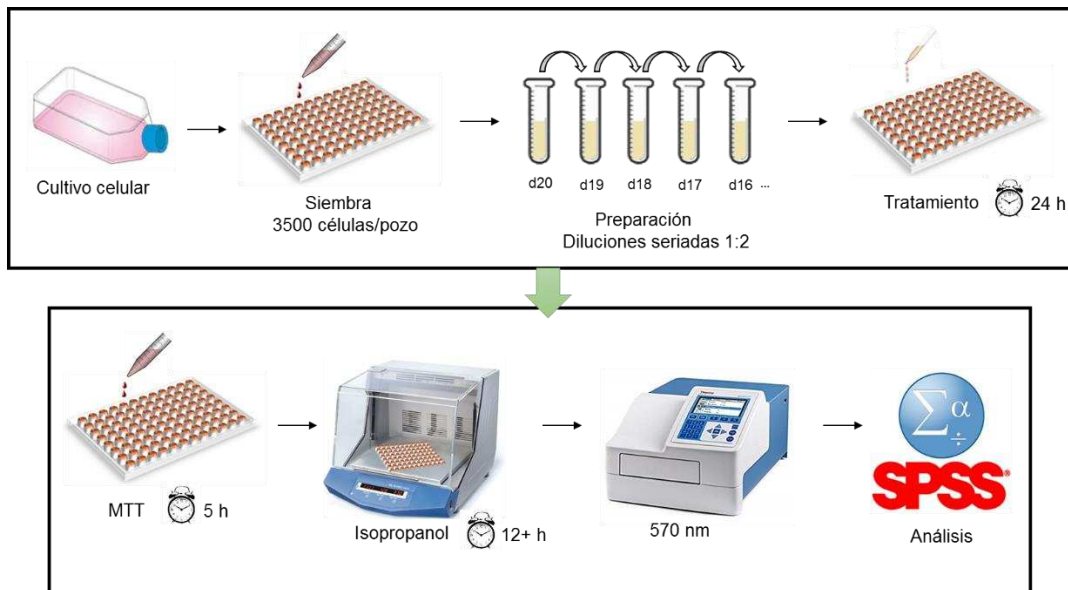 Cultivo celular
Siembra
3500 células/pozo
d20
d19
d18
d17
d16 ...
Preparación
Diluciones seriadas 1:2
Tratamiento
24 h
MTT
5 h
Isopropanol
12+ h
570 nm
Σ α ÷
SPSS®
Análisis